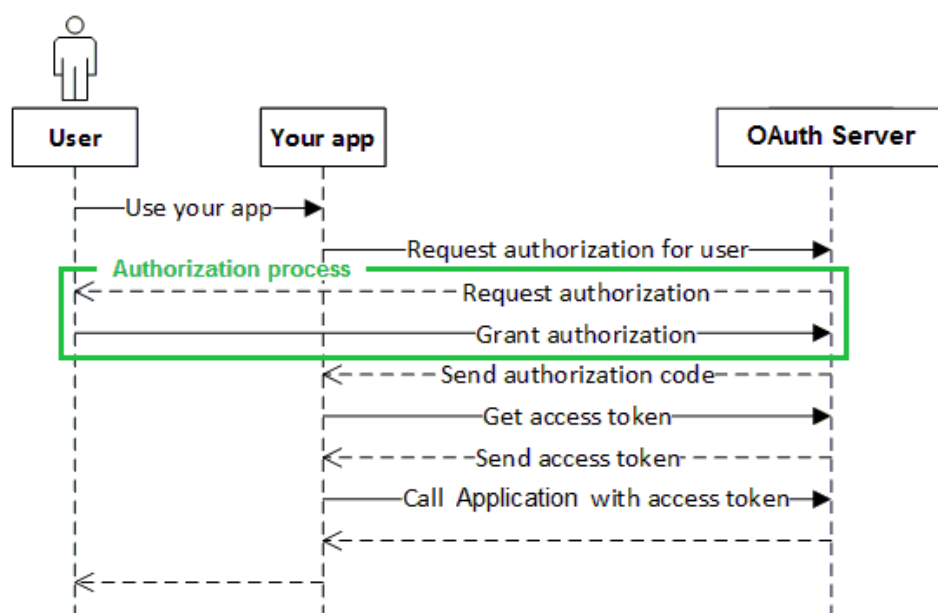 User
Your app
OAuth Server
Use your app
Request authorization for user
Authorization process
Request authorization
Grant authorization
Send authorization code
Get access token
Send access token
Call Application with access token